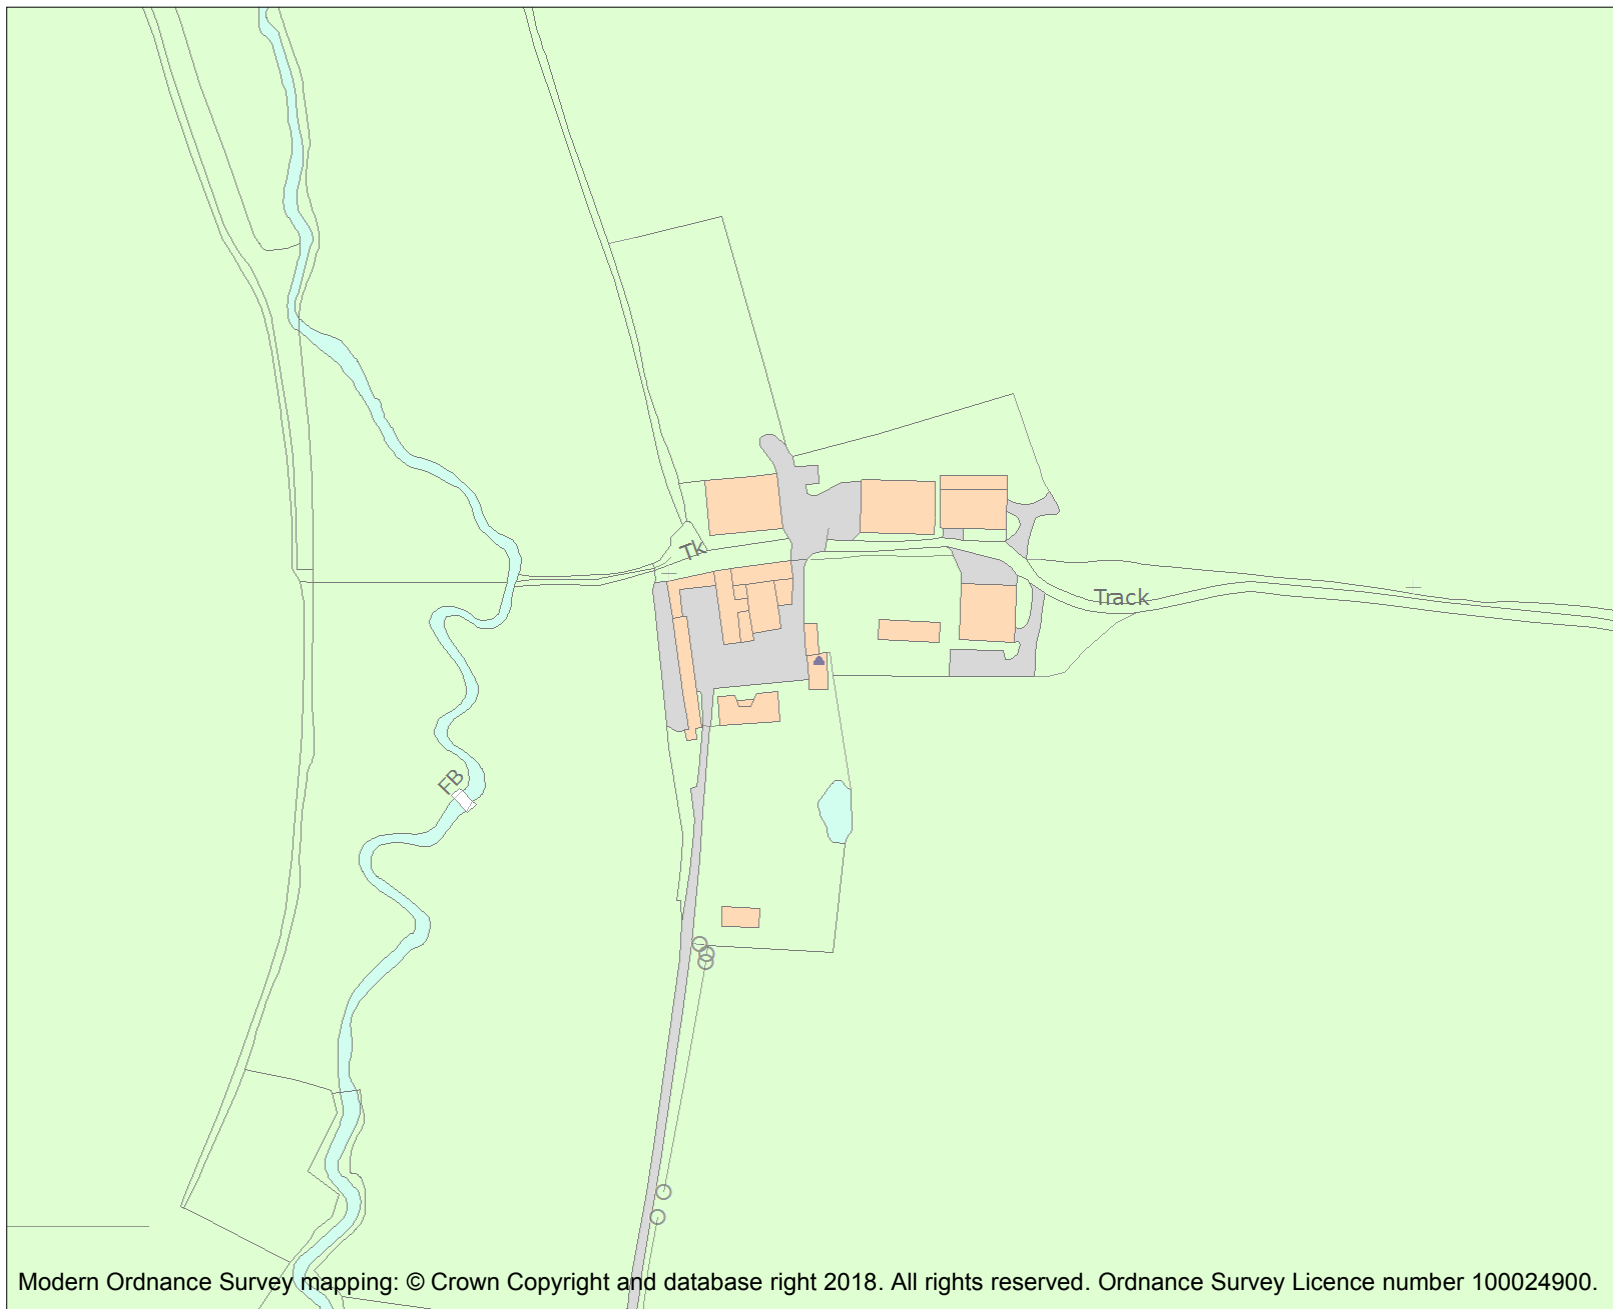 Tk
Track
FB
Modern Ordnance Survey mapping: © Crown Copyright and database right 2018. All rights reserved. Ordnance Survey Licence number 100024900.